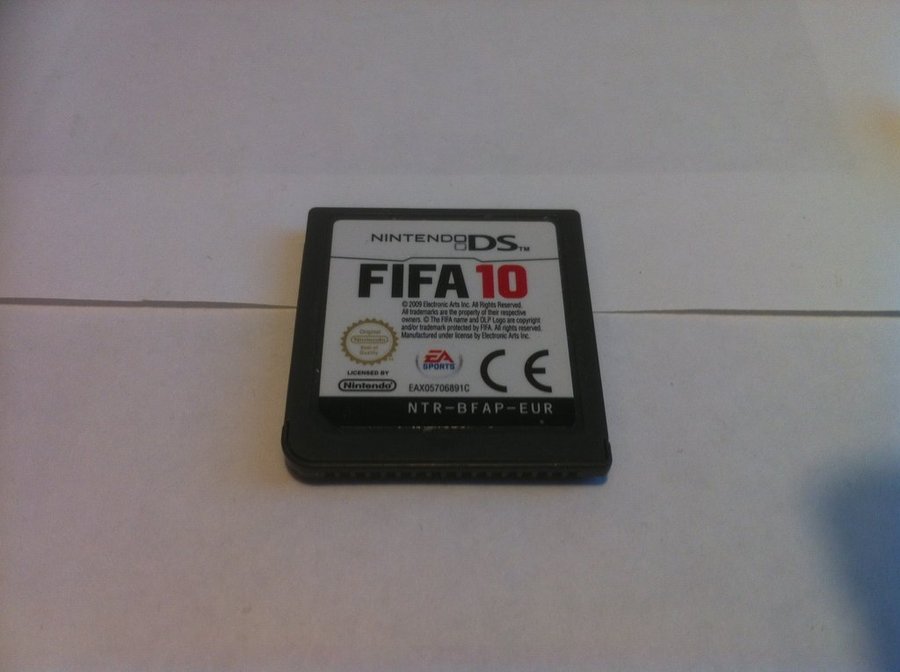 NINTENDO DS™
FIFA 10
© 2009 Electronic Arts Inc. All Rights Reserved.
All trademarks are the property of their respective
owners. © The FIFA name and OLP Logo are copyright
and/or trademark protected by FIFA. All rights reserved.
Manufactured under license by Electronic Arts Inc.
Original
Nintendo
Seal of
Quality
LICENSED BY
Nintendo
EA
SPORTS
EAX05706891C
CE
NTR-BFAP-EUR